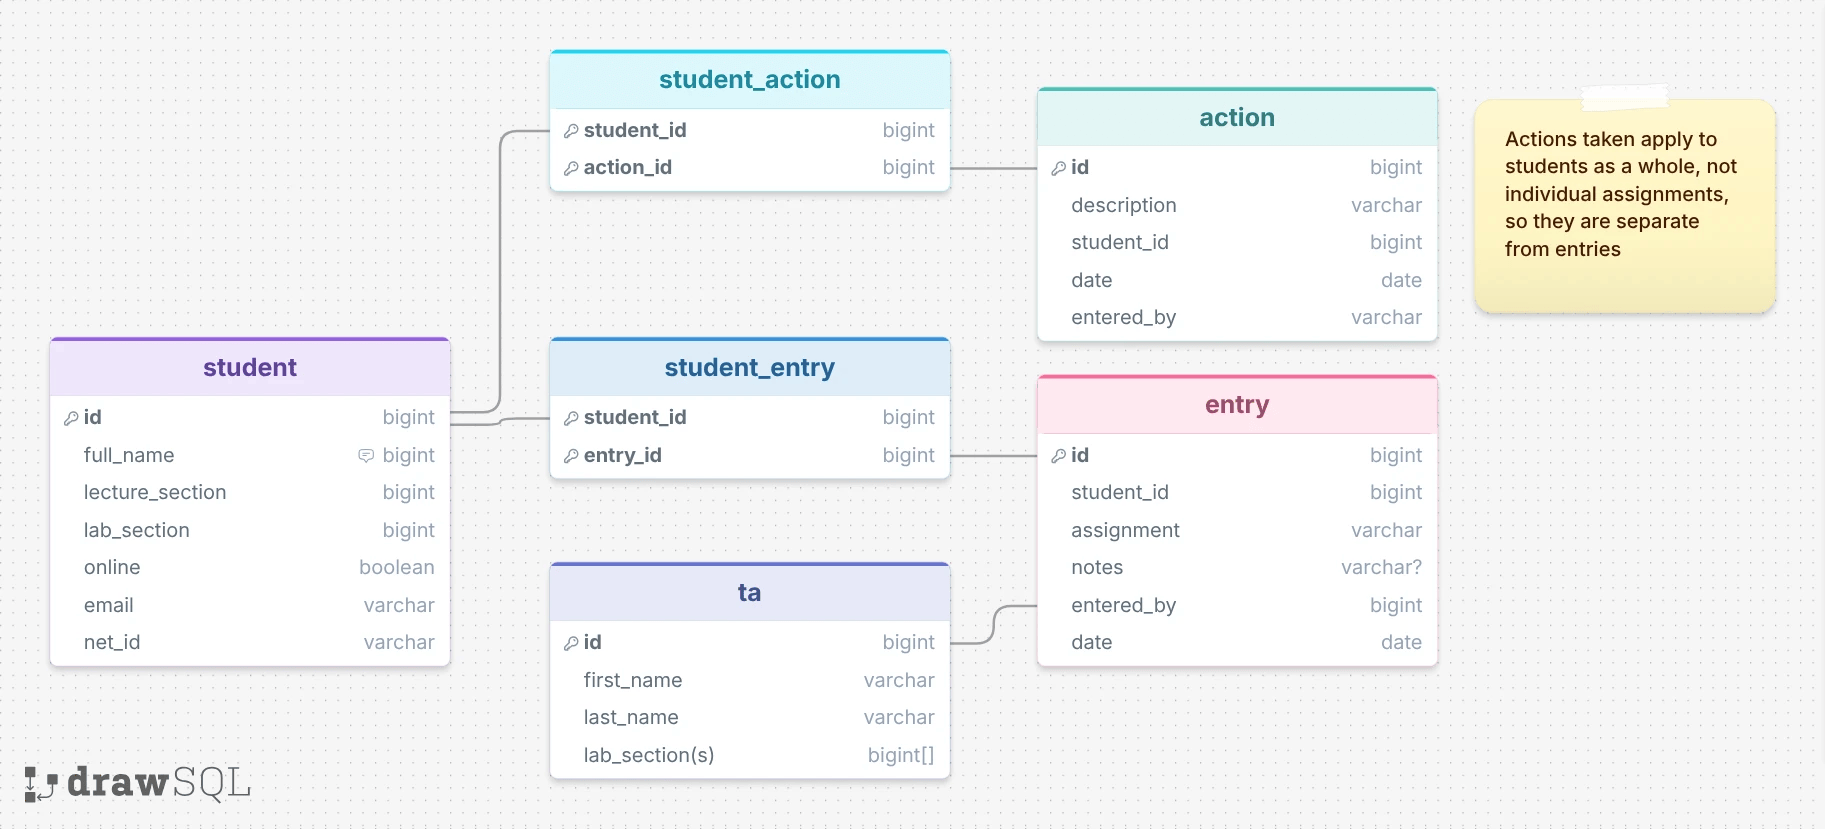 student_action
student_id bigint
action_id bigint
action
id bigint
description varchar
student_id bigint
date date
entered_by varchar
Actions taken apply to
students as a whole, not
individual assignments,
so they are separate
from entries
student
id bigint
full_name bigint
lecture_section bigint
lab_section bigint
online boolean
email varchar
net_id varchar
student_entry
student_id bigint
entry_id bigint
entry
id bigint
student_id bigint
assignment varchar
notes varchar?
entered_by bigint
date date
ta
id bigint
first_name varchar
last_name varchar
lab_section(s) bigint[]
drawSQL